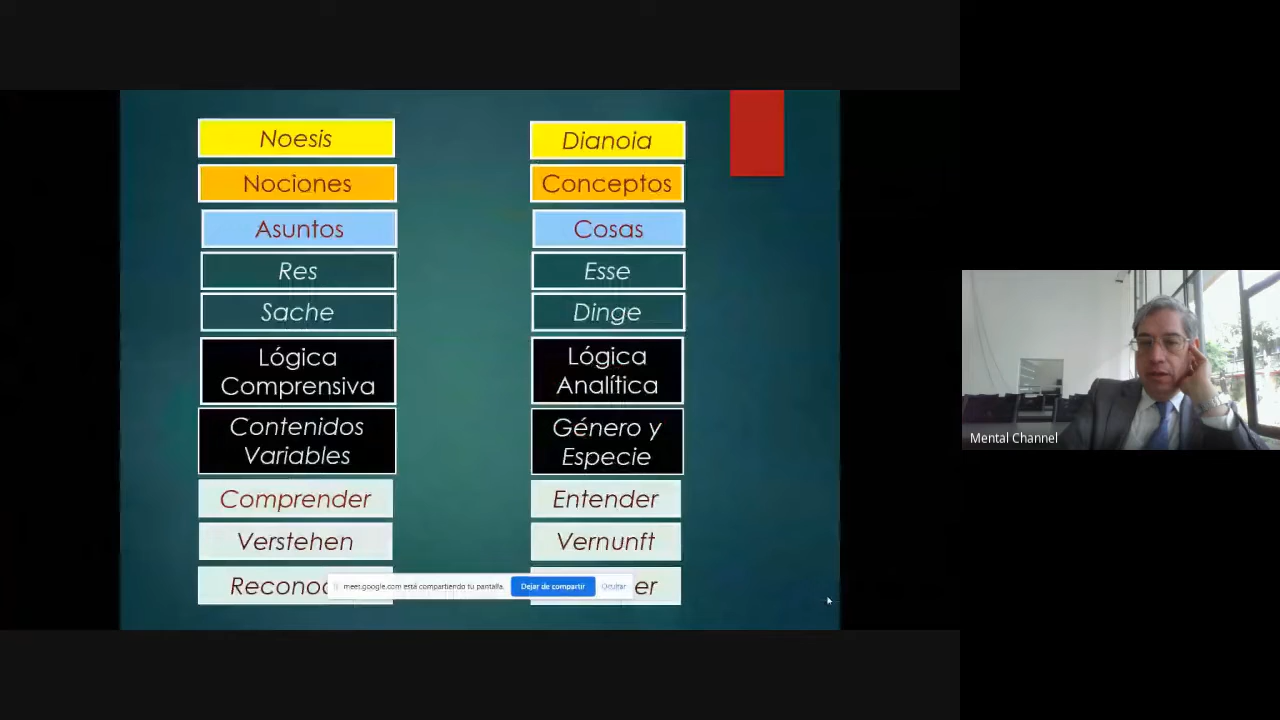 Noesis
Dianoia
Nociones
Conceptos
Asuntos
Cosas
Res
Esse
Sache
Dinge
Lógica
Comprensiva
Lógica
Analítica
Contenidos
Variables
Género y
Especie
Comprender
Entender
Verstehen
Vernunft
meet.google.com está compartiendo tu pantalla.
Dejar de compartir
Ocultar
Mental Channel